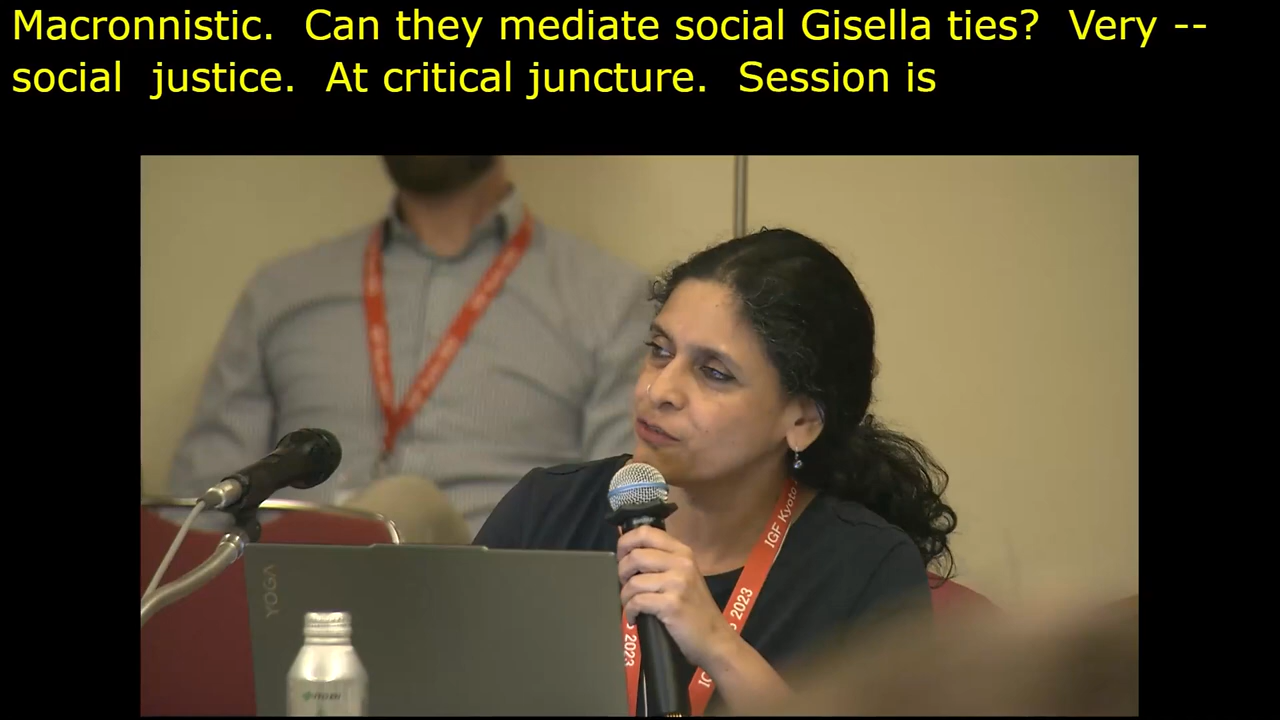 Macronnistic.  Can they mediate social Gisella ties?  Very --
social  justice.  At critical juncture.  Session is
YOGA
IGF Kyoto
2023
2023